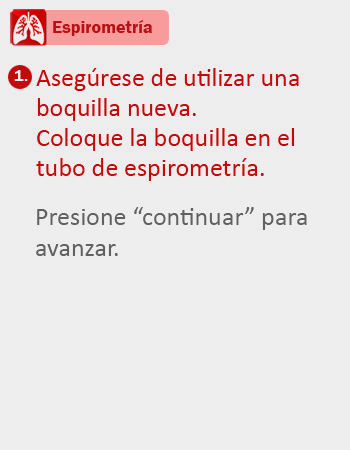 Espirometría
1. Asegúrese de utilizar una
boquilla nueva.
Coloque la boquilla en el
tubo de espirometría.
Presione “continuar” para
avanzar.